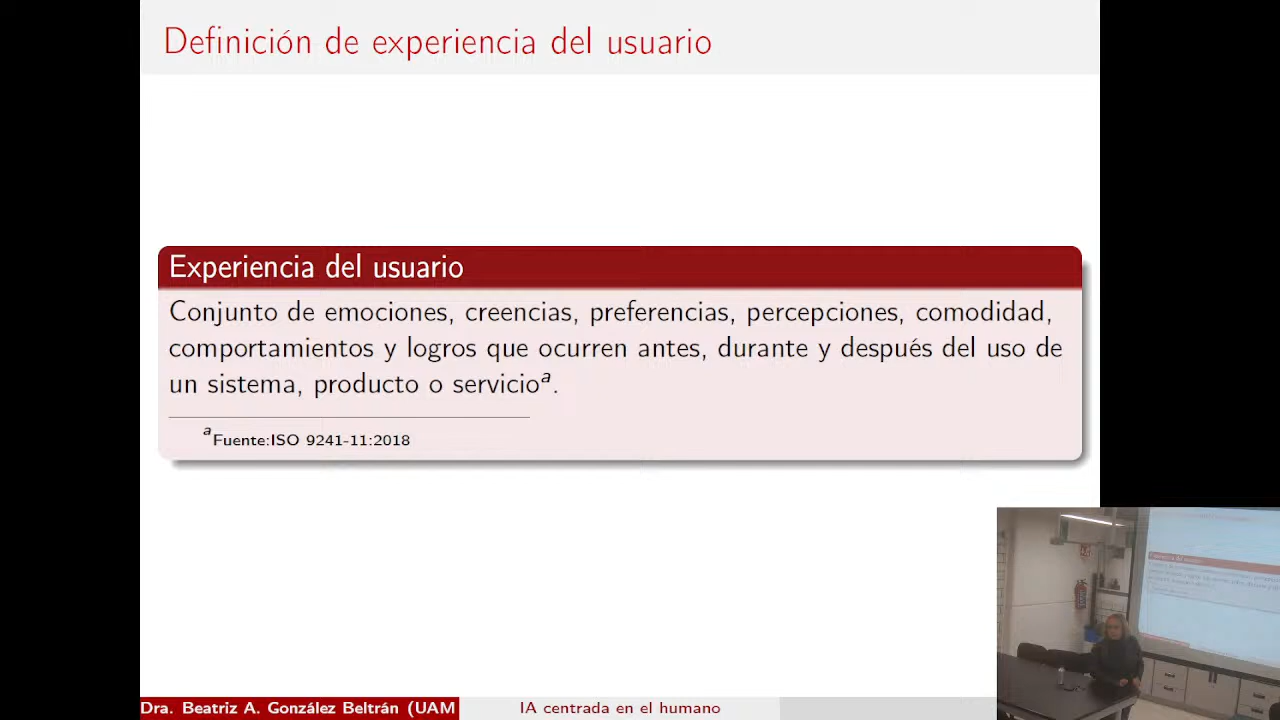 Definición de experiencia del usuario
Experiencia del usuario
Conjunto de emociones, creencias, preferencias, percepciones, comodidad,
comportamientos y logros que ocurren antes, durante y después del uso de
un sistema, producto o servicioᵃ.
ᵃFuente:ISO 9241-11:2018
Dra. Beatriz A. González Beltrán (UAM
IA centrada en el humano